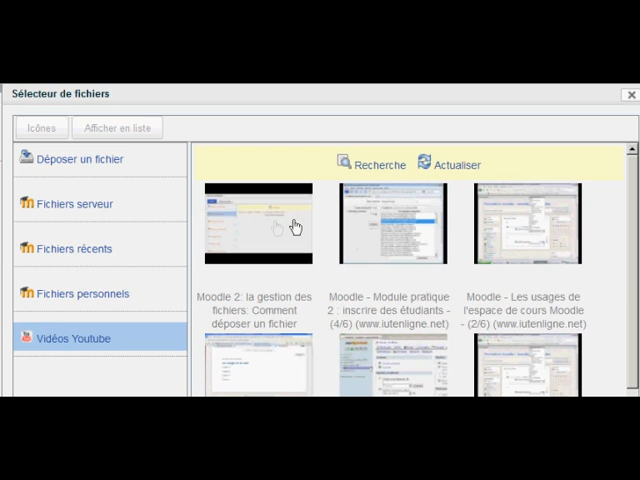 Sélecteur de fichiers
Icônes
Afficher en liste
Déposer un fichier
Fichiers serveur
Fichiers récents
Fichiers personnels
Vidéos Youtube
Recherche
Actualiser
Moodle 2: la gestion des
fichiers: Comment
déposer un fichier
Moodle - Module pratique
2 : inscrire des étudiants -
(4/6) (www.iutenligne.net)
Moodle - Les usages de
l'espace de cours Moodle
- (2/6) (www.iutenligne.net)